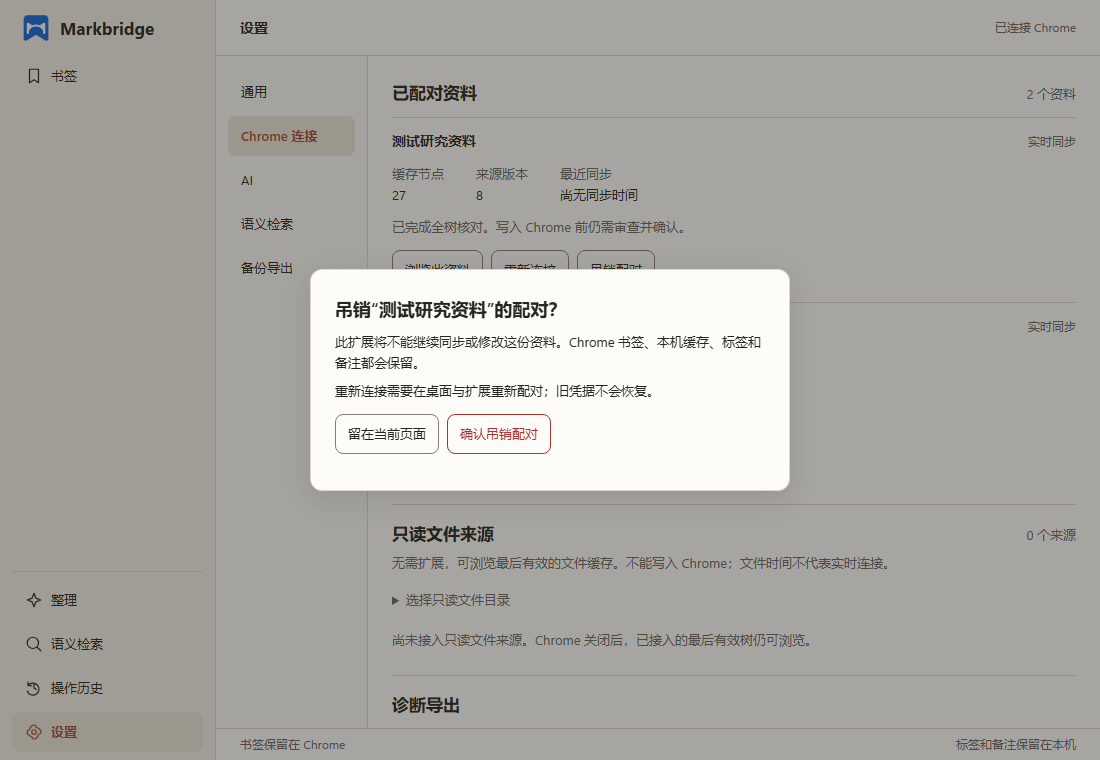 Markbridge
书签
整理
语义检索
操作历史
设置
设置
已连接 Chrome
通用
Chrome 连接
AI
语义检索
备份导出
已配对资料
2 个资料
测试研究资料
实时同步
缓存节点 来源版本 最近同步
27 8 尚无同步时间
已完成全树核对。写入 Chrome 前仍需审查并确认。
浏览此资料 重新连接 吊销配对
实时同步
吊销“测试研究资料”的配对？
此扩展将不能继续同步或修改这份资料。Chrome 书签、本机缓存、标签和
备注都会保留。
重新连接需要在桌面与扩展重新配对；旧凭据不会恢复。
留在当前页面 确认吊销配对
只读文件来源
0 个来源
无需扩展，可浏览最后有效的文件缓存。不能写入 Chrome；文件时间不代表实时连接。
选择只读文件目录
尚未接入只读文件来源。Chrome 关闭后，已接入的最后有效树仍可浏览。
诊断导出
书签保留在 Chrome
标签和备注保留在本机